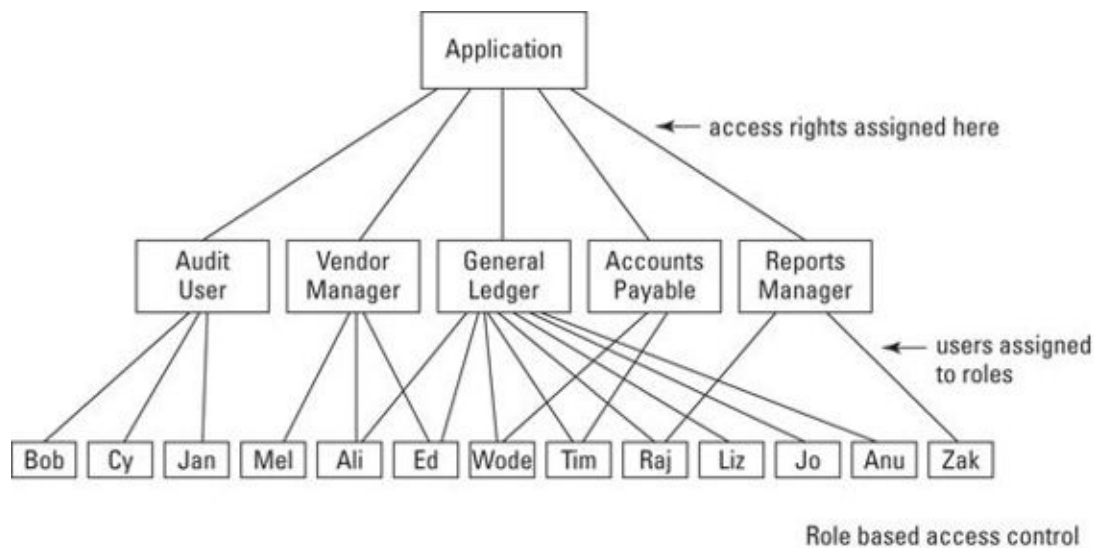 Application
access rights assigned here
Audit
User
Vendor
Manager
General
Ledger
Accounts
Payable
Reports
Manager
users assigned
to roles
Bob
Cy
Jan
Mel
Ali
Ed
Wode
Tim
Raj
Liz
Jo
Anu
Zak
Role based access control